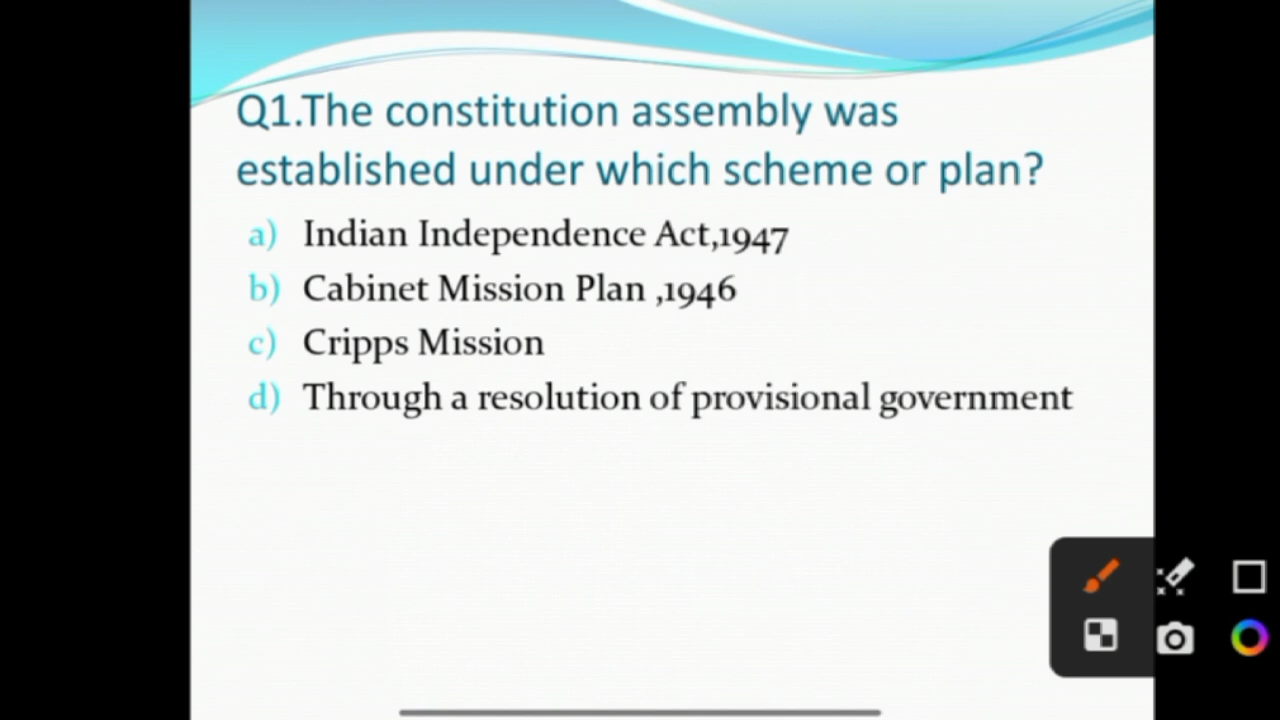 Q1.The constitution assembly was
established under which scheme or plan?
a) Indian Independence Act,1947
b) Cabinet Mission Plan ,1946
c) Cripps Mission
d) Through a resolution of provisional government